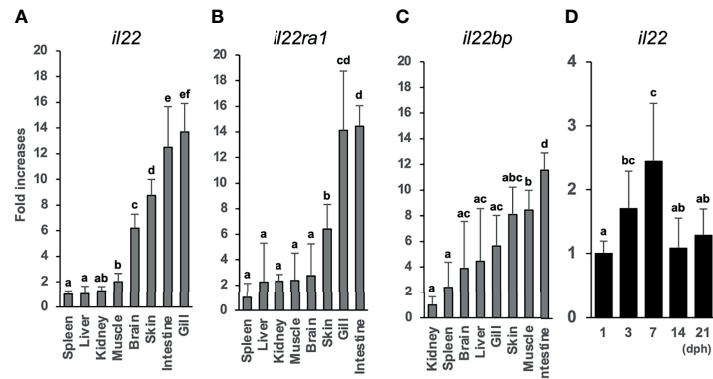 A
il22
Fold increases
20
18
16
14
12
10
8
6
4
2
0
a
a
ab
b
c
d
e
ef
Spleen
Liver
Kidney
Muscle
Brain
Skin
Intestine
Gill
B
il22ra1
20
18
16
14
12
10
8
6
4
2
0
a
a
a
a
a
b
cd
d
Spleen
Liver
Kidney
Muscle
Brain
Skin
Gill
Intestine
C
il22bp
20
18
16
14
12
10
8
6
4
2
0
a
a
ac
ac
ac
abc
b
d
Kidney
Spleen
Brain
Liver
Gill
Skin
Muscle
ntestine
D
il22
4
3
2
1
0
a
bc
c
ab
ab
1 3 7 14 21
(dph)